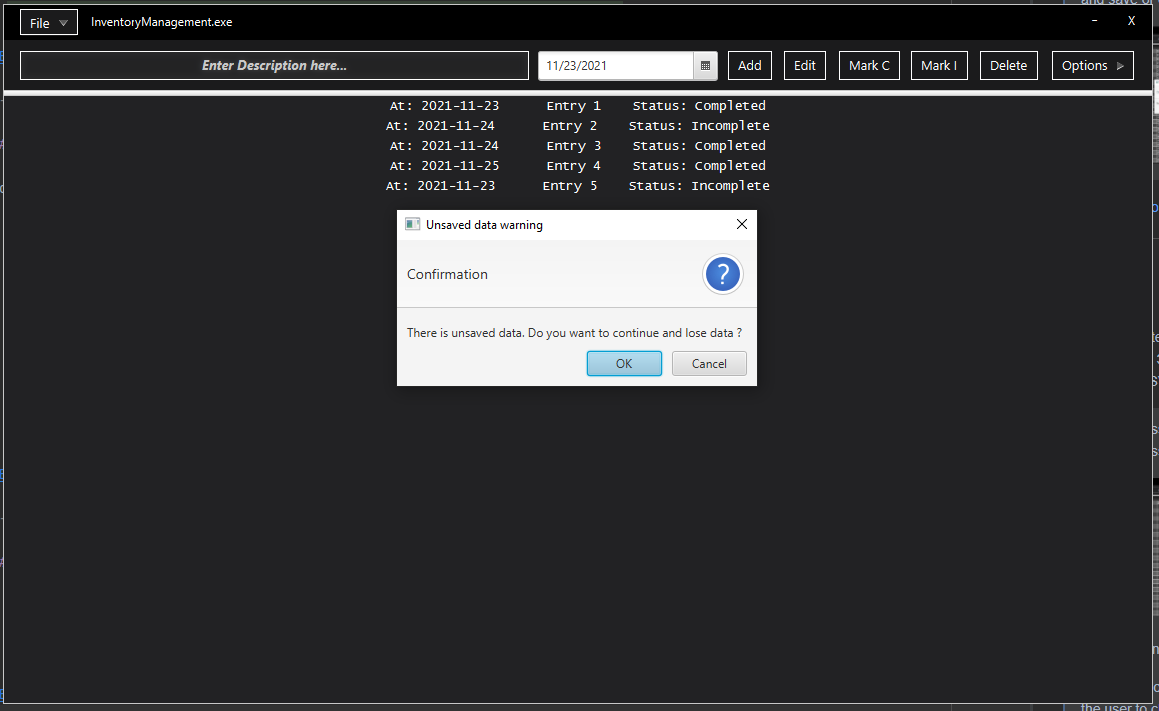 File InventoryManagement.exe - X
Enter Description here... 11/23/2021 Add Edit Mark C Mark I Delete Options
At: 2021-11-23 Entry 1 Status: Completed
At: 2021-11-24 Entry 2 Status: Incomplete
At: 2021-11-24 Entry 3 Status: Completed
At: 2021-11-25 Entry 4 Status: Completed
At: 2021-11-23 Entry 5 Status: Incomplete
Unsaved data warning
Confirmation ?
There is unsaved data. Do you want to continue and lose data ?
OK Cancel
the user to